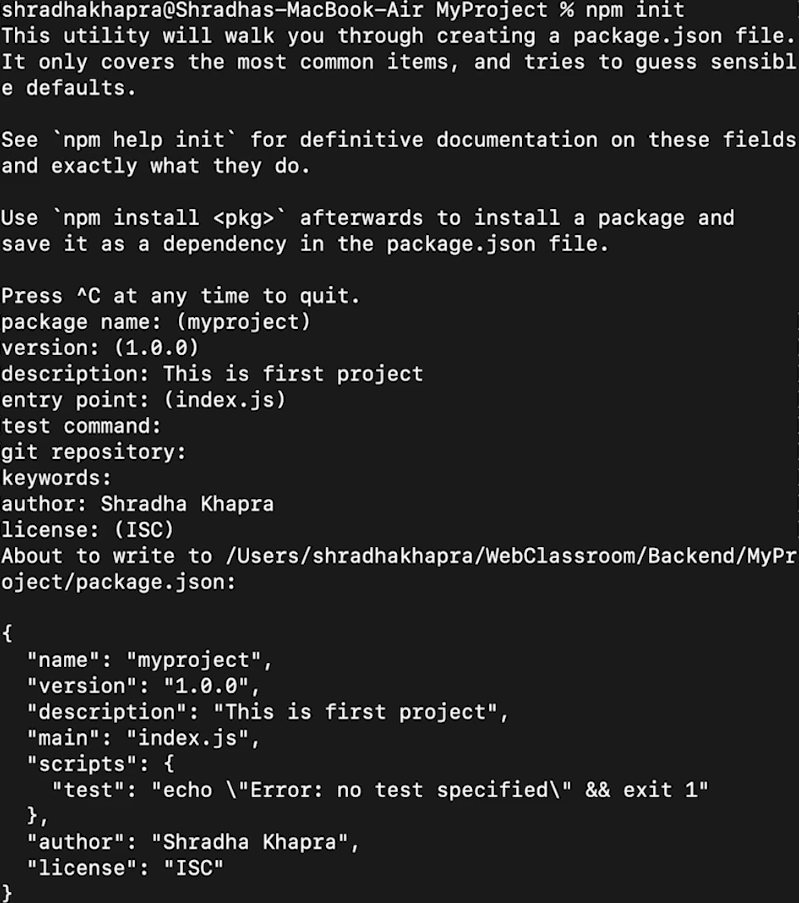 shradhakhapra@Shradhas-MacBook-Air MyProject % npm init
This utility will walk you through creating a package.json file.
It only covers the most common items, and tries to guess sensibl
e defaults.

See `npm help init` for definitive documentation on these fields
and exactly what they do.

Use `npm install <pkg>` afterwards to install a package and
save it as a dependency in the package.json file.

Press ^C at any time to quit.
package name: (myproject)
version: (1.0.0)
description: This is first project
entry point: (index.js)
test command:
git repository:
keywords:
author: Shradha Khapra
license: (ISC)
About to write to /Users/shradhakhapra/WebClassroom/Backend/MyPr
oject/package.json:

{
  "name": "myproject",
  "version": "1.0.0",
  "description": "This is first project",
  "main": "index.js",
  "scripts": {
    "test": "echo \"Error: no test specified\" && exit 1"
  },
  "author": "Shradha Khapra",
  "license": "ISC"
}